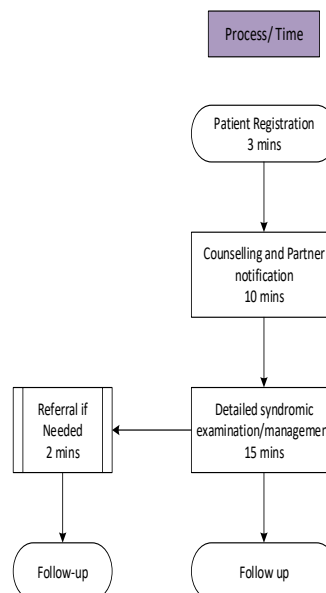 Process/ Time
Patient Registration
3 mins
Counselling and Partner
notification
10 mins
Referral if
Needed
2 mins
Detailed syndromic
examination/management
15 mins
Follow-up
Follow up